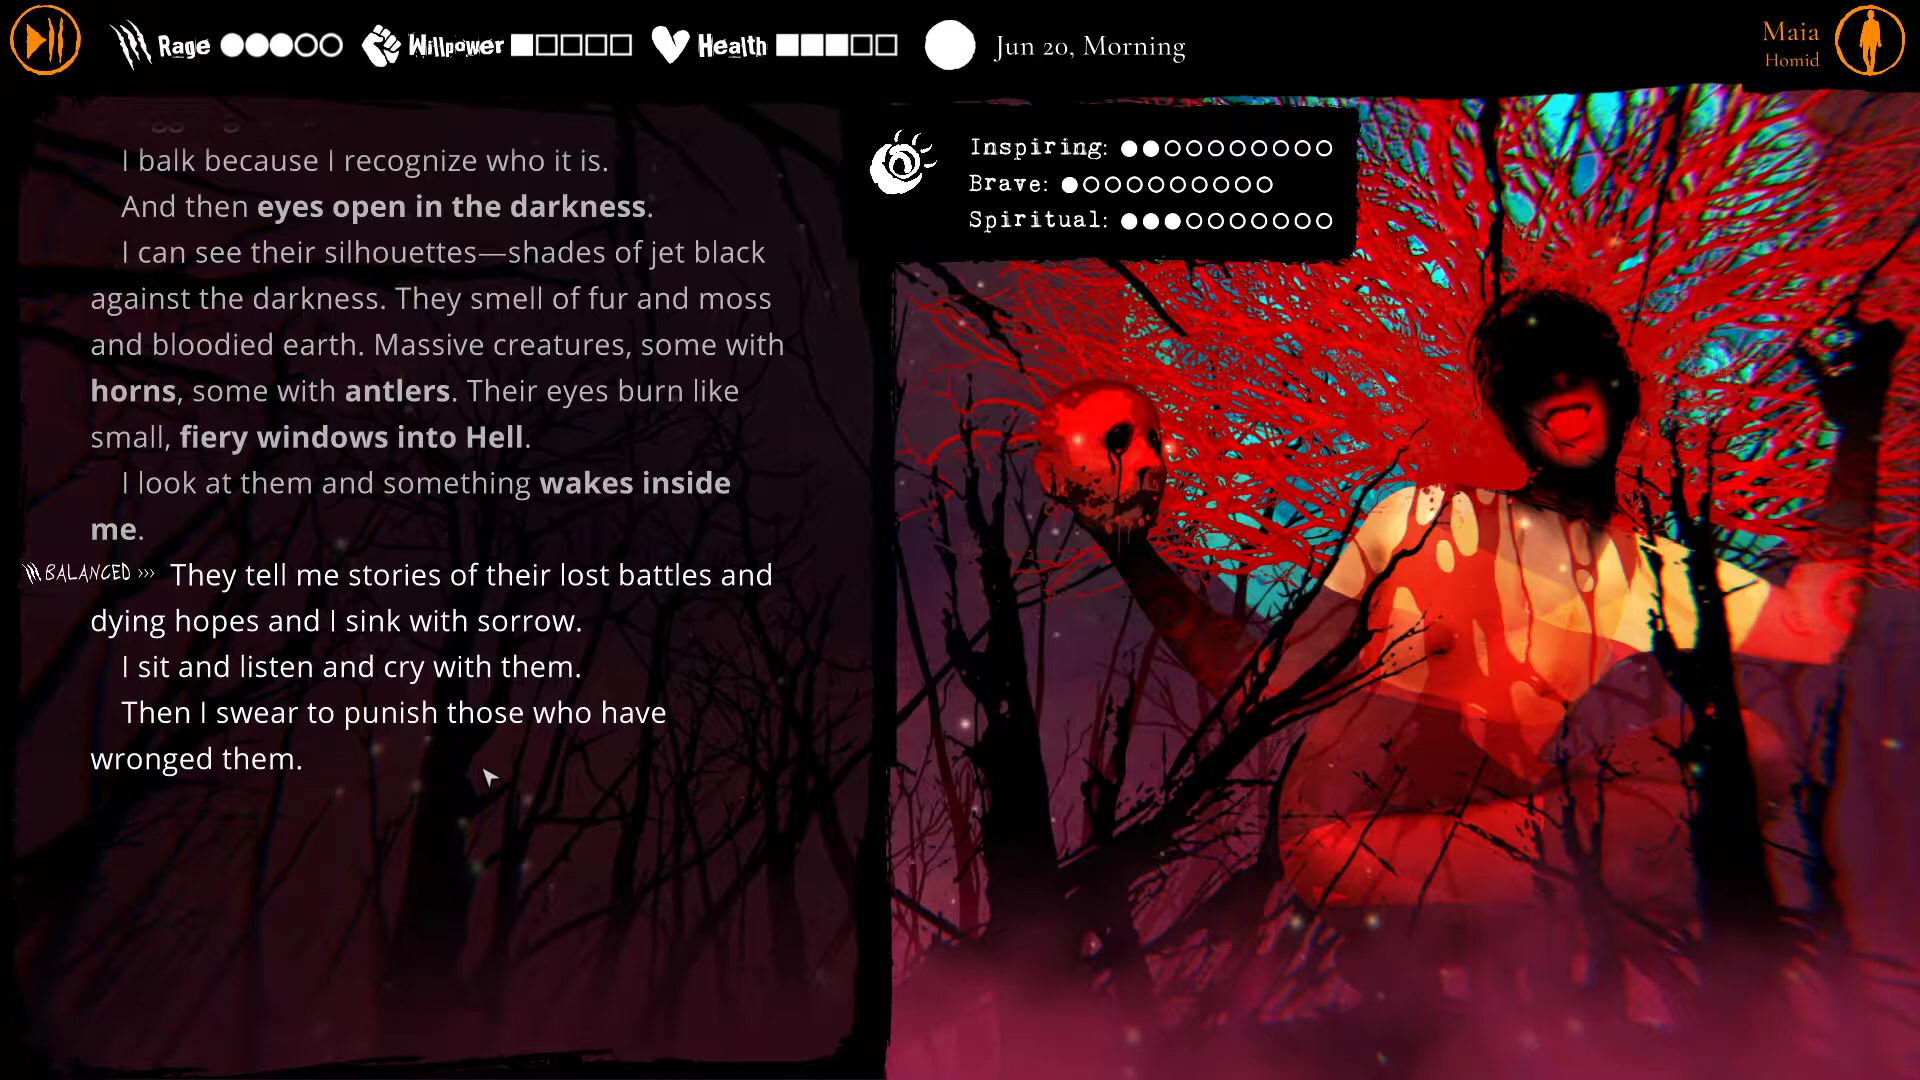 Rage
Willpower
Health
Jun 20, Morning
Maia
Homid
Inspiring:
Brave:
Spiritual:
I balk because I recognize who it is.
And then eyes open in the darkness.
I can see their silhouettes—shades of jet black
against the darkness. They smell of fur and moss
and bloodied earth. Massive creatures, some with
horns, some with antlers. Their eyes burn like
small, fiery windows into Hell.
I look at them and something wakes inside
me.
BALANCED ››› They tell me stories of their lost battles and
dying hopes and I sink with sorrow.
I sit and listen and cry with them.
Then I swear to punish those who have
wronged them.